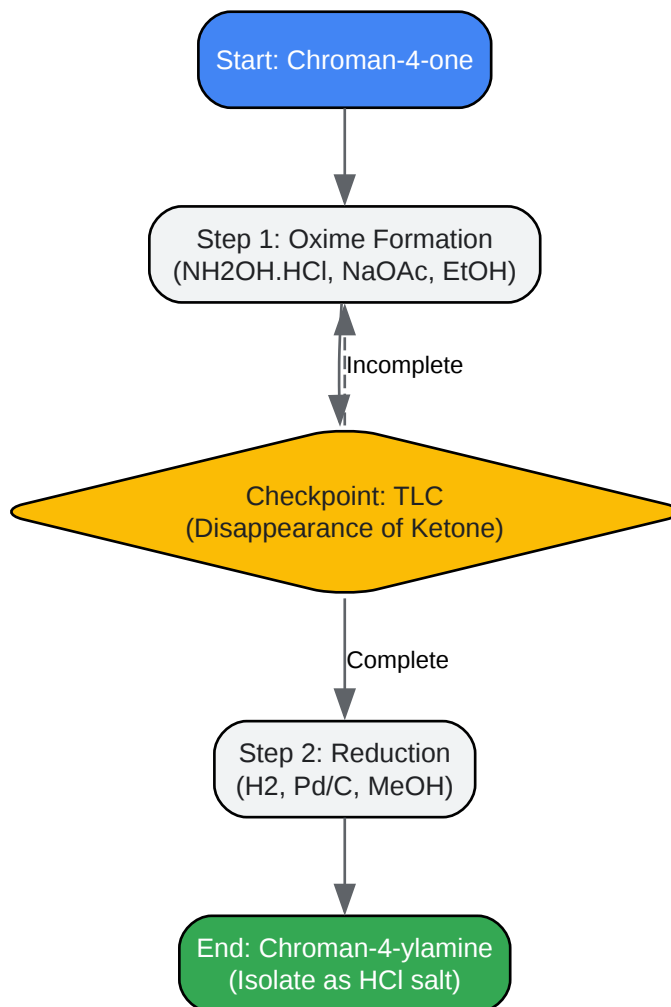 Start: Chroman-4-one
Step 1: Oxime Formation
(NH2OH.HCl, NaOAc, EtOH)
Incomplete
Checkpoint: TLC
(Disappearance of Ketone)
Complete
Step 2: Reduction
(H2, Pd/C, MeOH)
End: Chroman-4-ylamine
(Isolate as HCl salt)